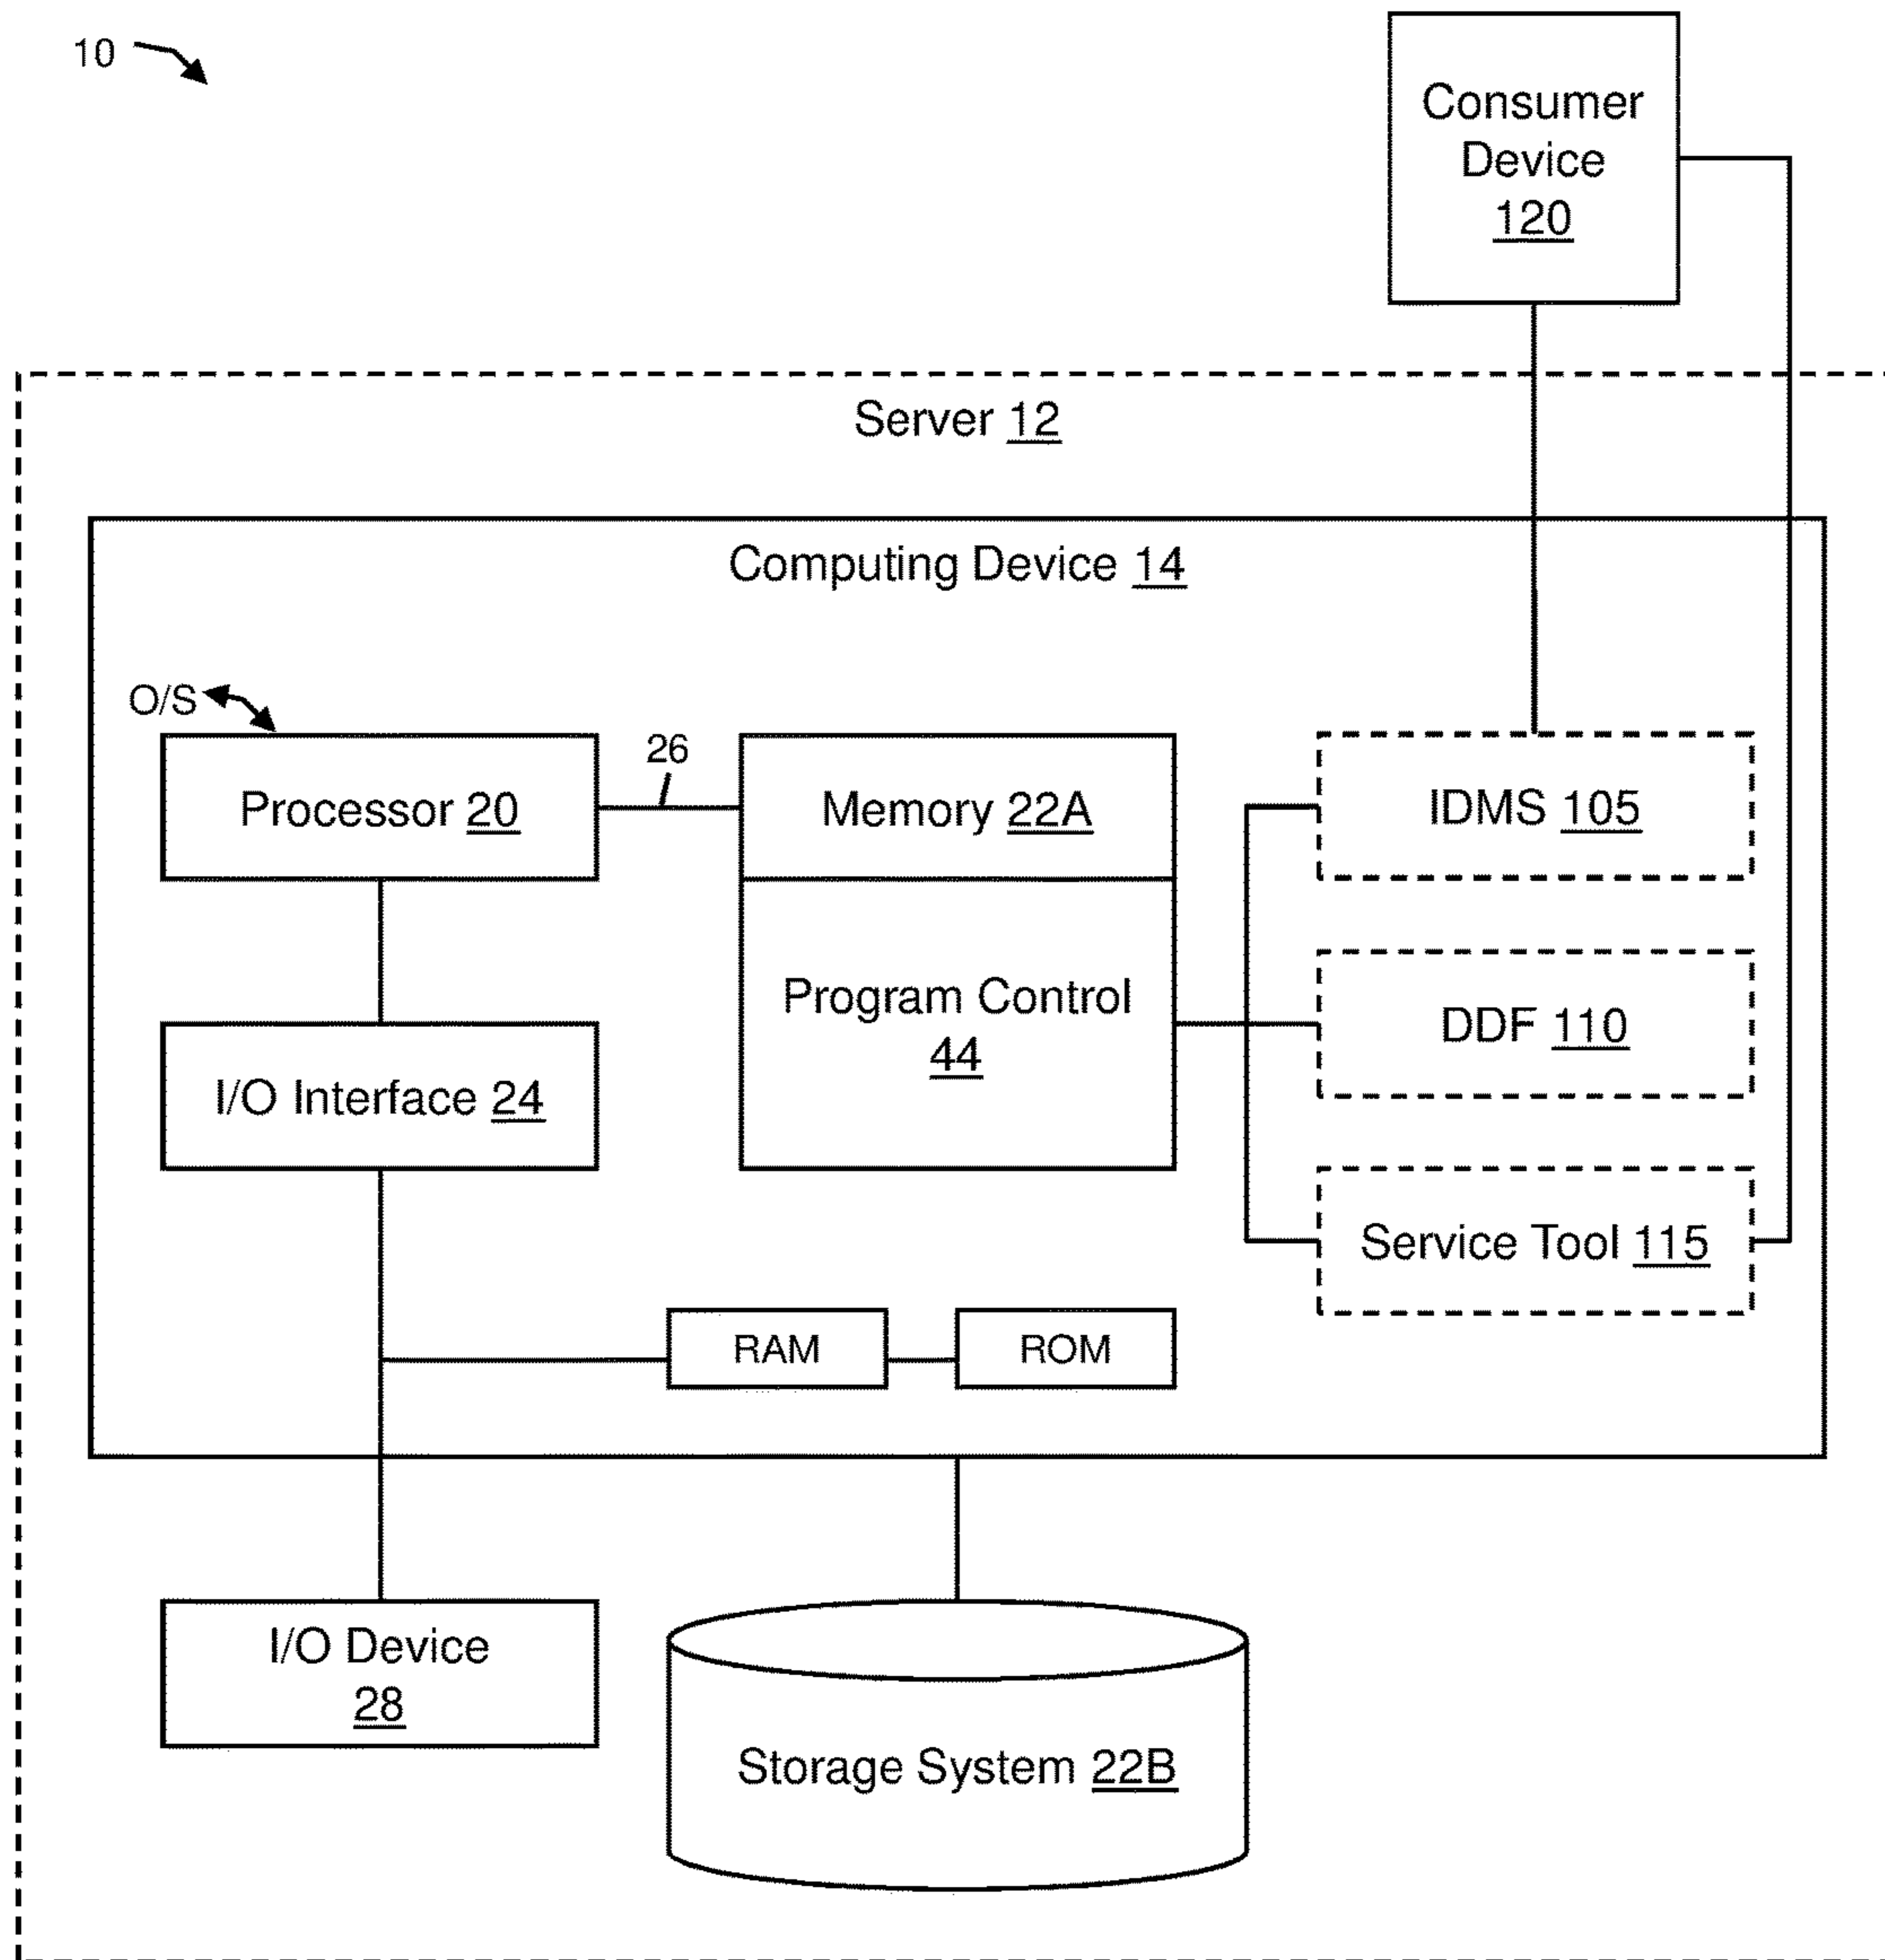 10
Consumer
Device
120
Server 12
Computing Device 14
O/S
26
Processor 20
Memory 22A
IDMS 105
Program Control
44
DDF 110
I/O Interface 24
Service Tool 115
RAM
ROM
I/O Device
28
Storage System 22B